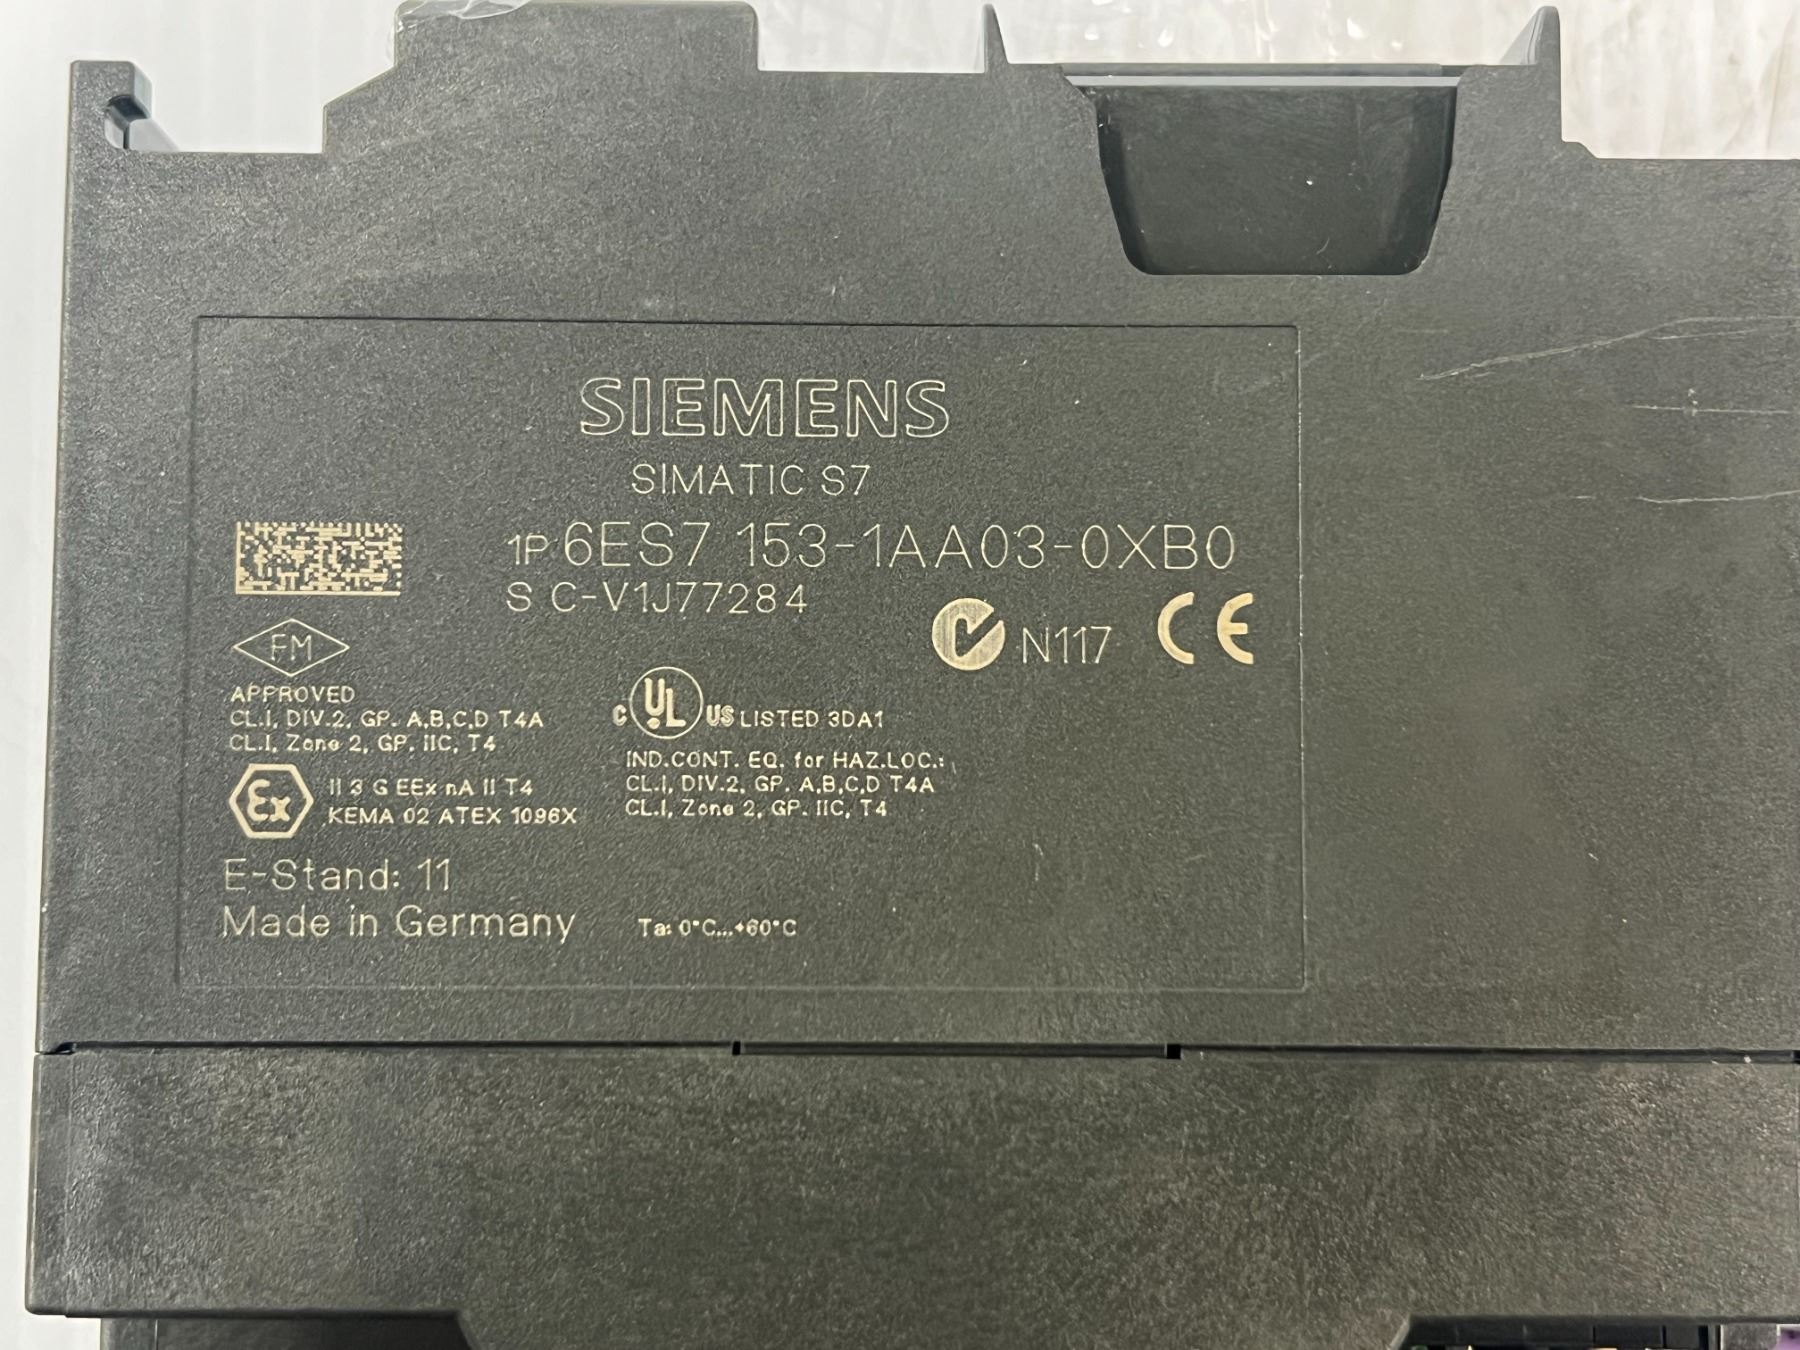 SIEMENS
SIMATIC S7
1P 6ES7 153-1AA03-0XB0
S C-V1J77284
N117 CE
FM
APPROVED
CL.I, DIV.2, GP. A,B,C,D T4A
CL.I, Zone 2, GP. IIC, T4
C UL US LISTED 3DA1
IND.CONT. EQ. for HAZ.LOC.:
CL.I, DIV.2, GP. A,B,C,D T4A
CL.I, Zone 2, GP. IIC, T4
Ex II 3 G EEx nA II T4
KEMA 02 ATEX 1096X
E-Stand: 11
Made in Germany
Ta: 0°C...+60°C